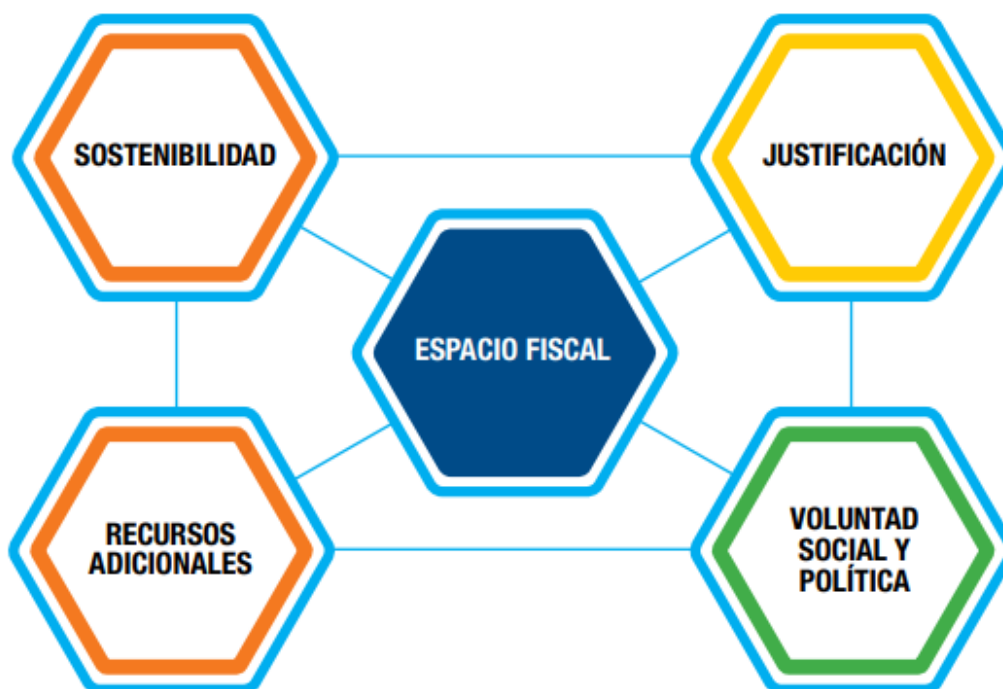 SOSTENIBILIDAD
JUSTIFICACIÓN
ESPACIO FISCAL
RECURSOS
ADICIONALES
VOLUNTAD
SOCIAL Y
POLÍTICA